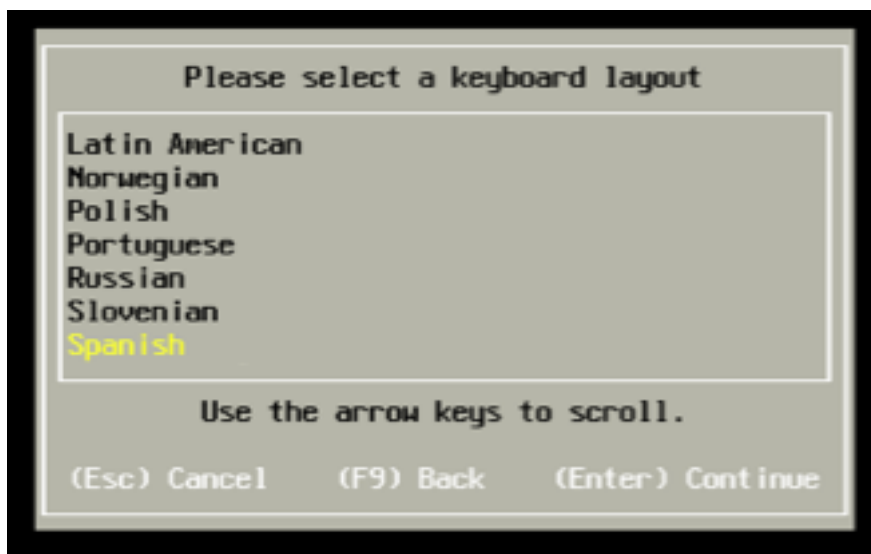 Please select a keyboard layout
Latin American
Norwegian
Polish
Portuguese
Russian
Slovenian
Spanish
Use the arrow keys to scroll.
(Esc) Cancel (F9) Back (Enter) Continue